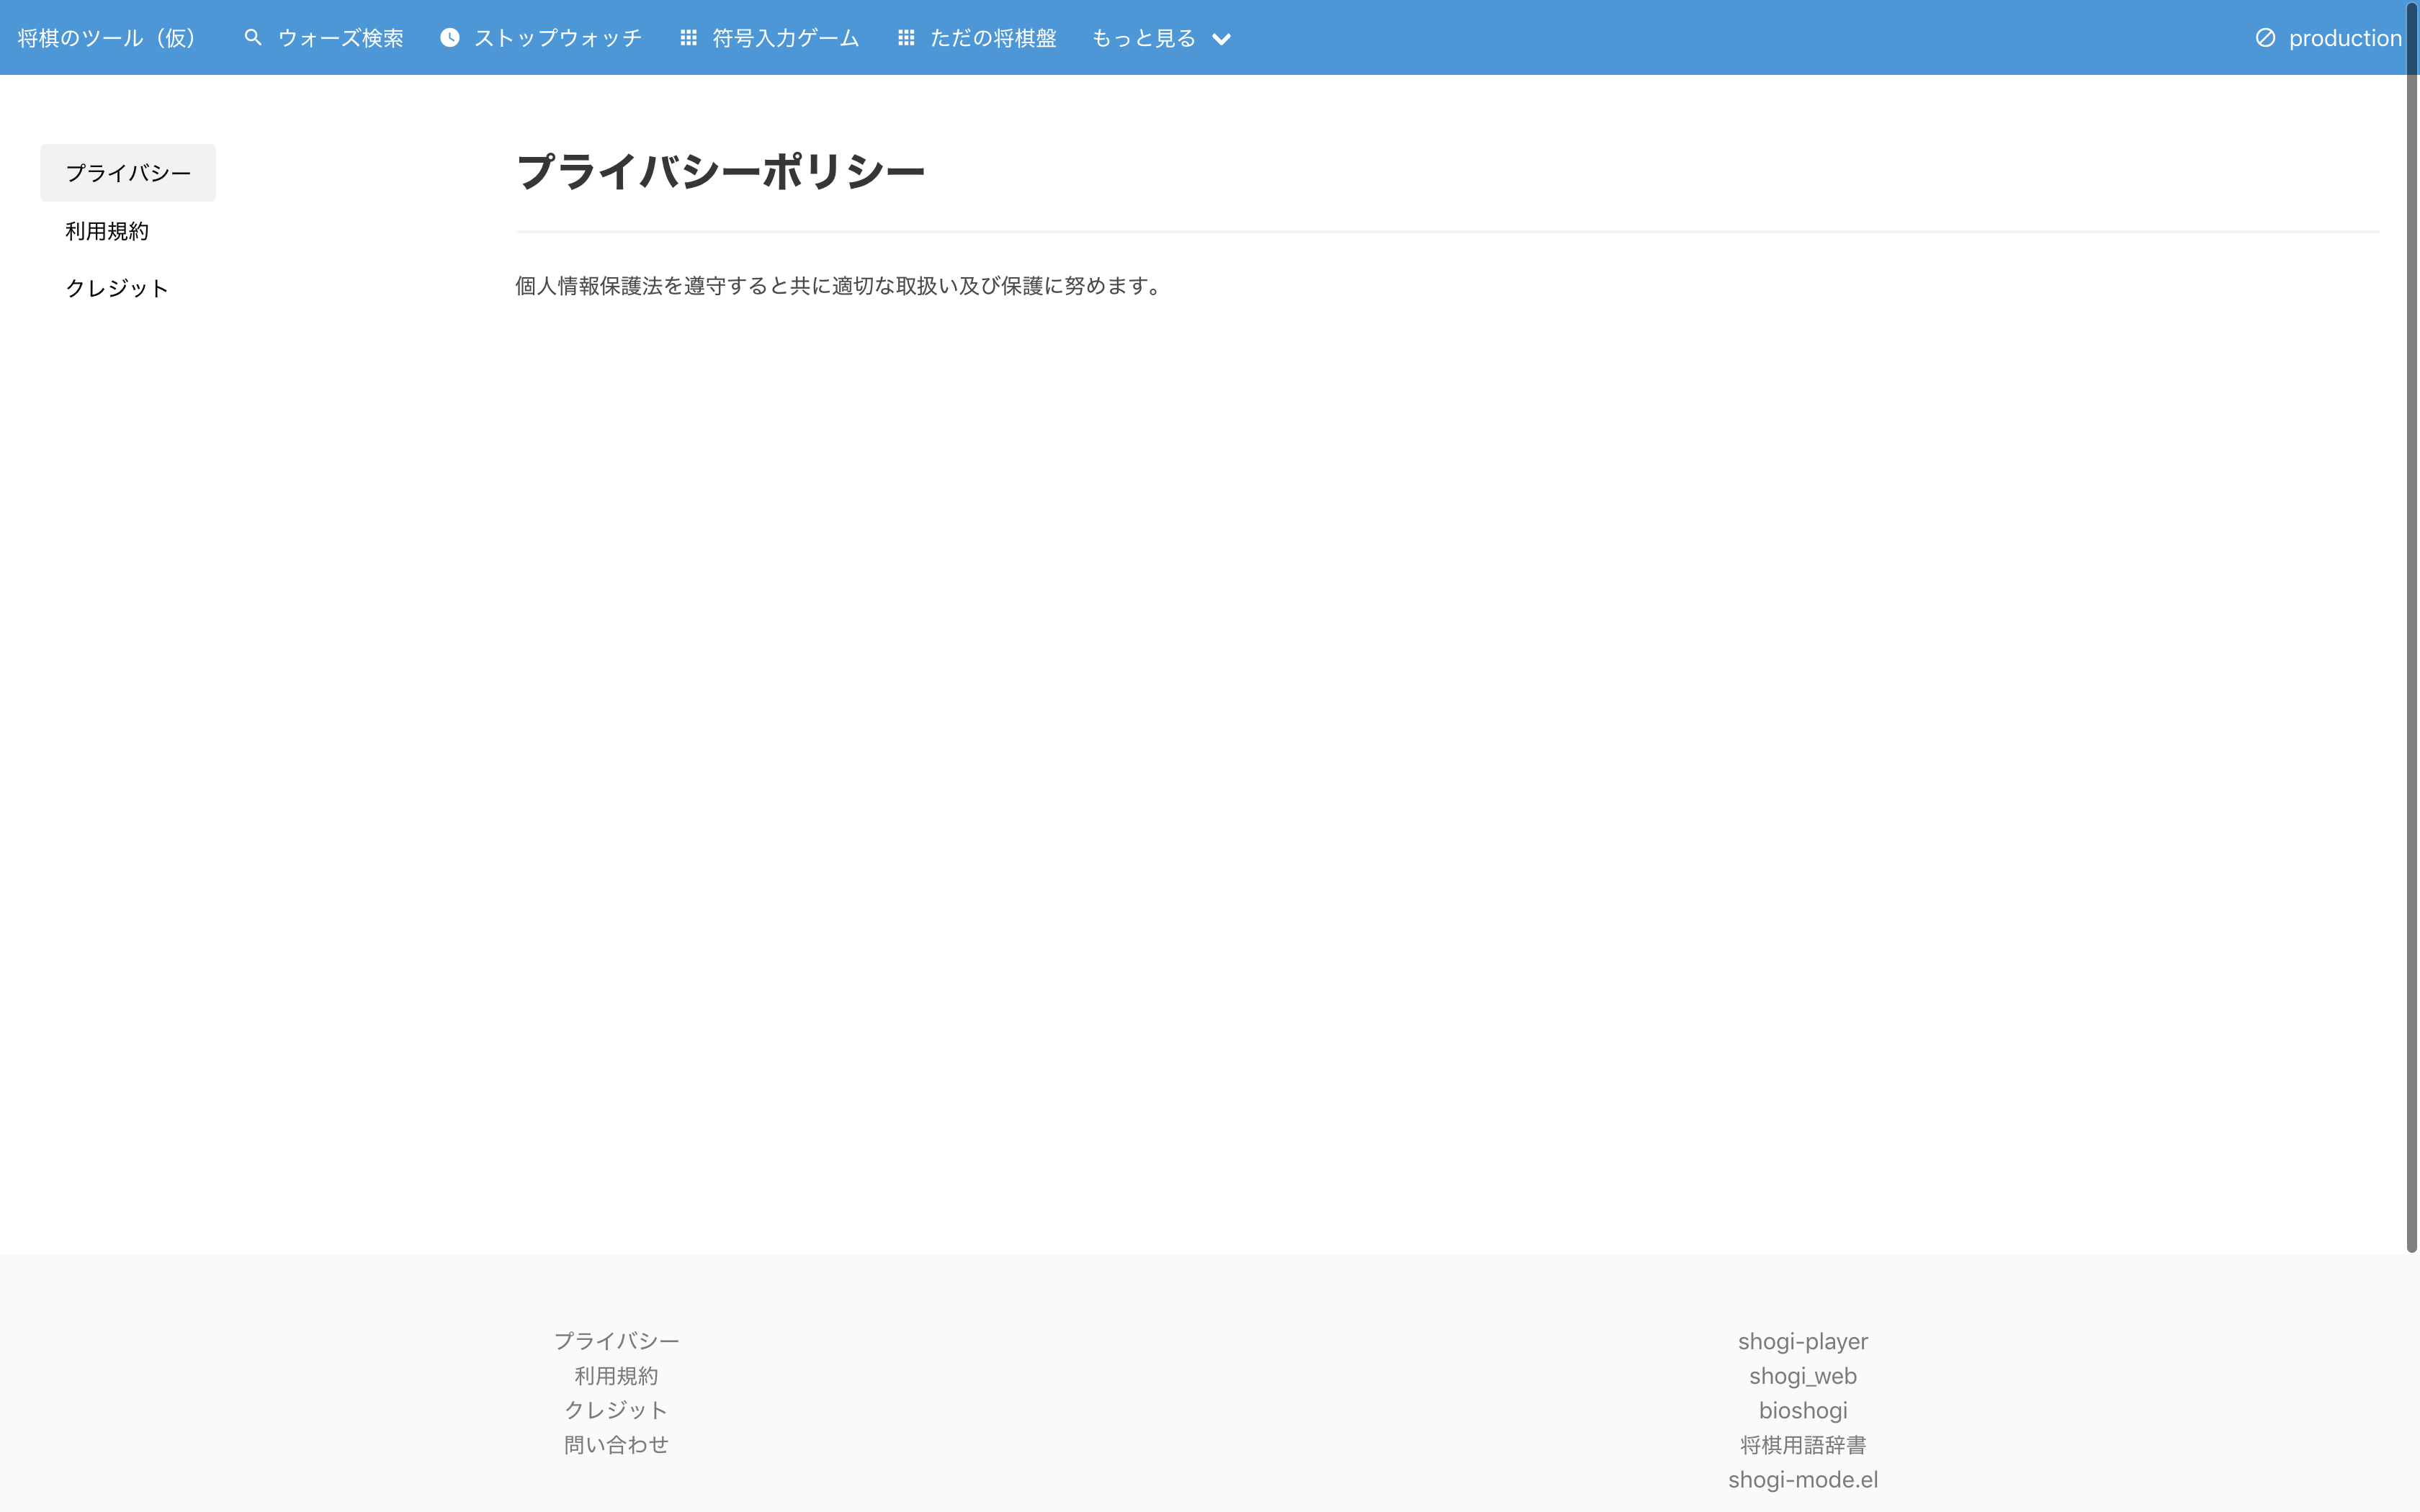 将棋のツール（仮） ウォーズ検索 ストップウォッチ 符号入力ゲーム ただの将棋盤 もっと見る production
プライバシー
利用規約
クレジット
プライバシーポリシー
個人情報保護法を遵守すると共に適切な取扱い及び保護に努めます。
プライバシー
利用規約
クレジット
問い合わせ
shogi-player
shogi_web
bioshogi
将棋用語辞書
shogi-mode.el